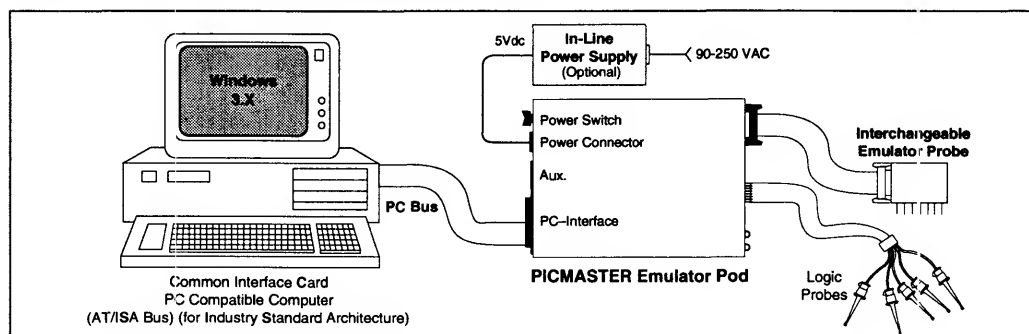 Windows
3.X
PC Bus
Common Interface Card
PC Compatible Computer
(AT/ISA Bus) (for Industry Standard Architecture)
5Vdc
In-Line
Power Supply
(Optional)
90-250 VAC
Power Switch
Power Connector
Aux.
PC–Interface
PICMASTER Emulator Pod
Interchangeable
Emulator Probe
Logic
Probes